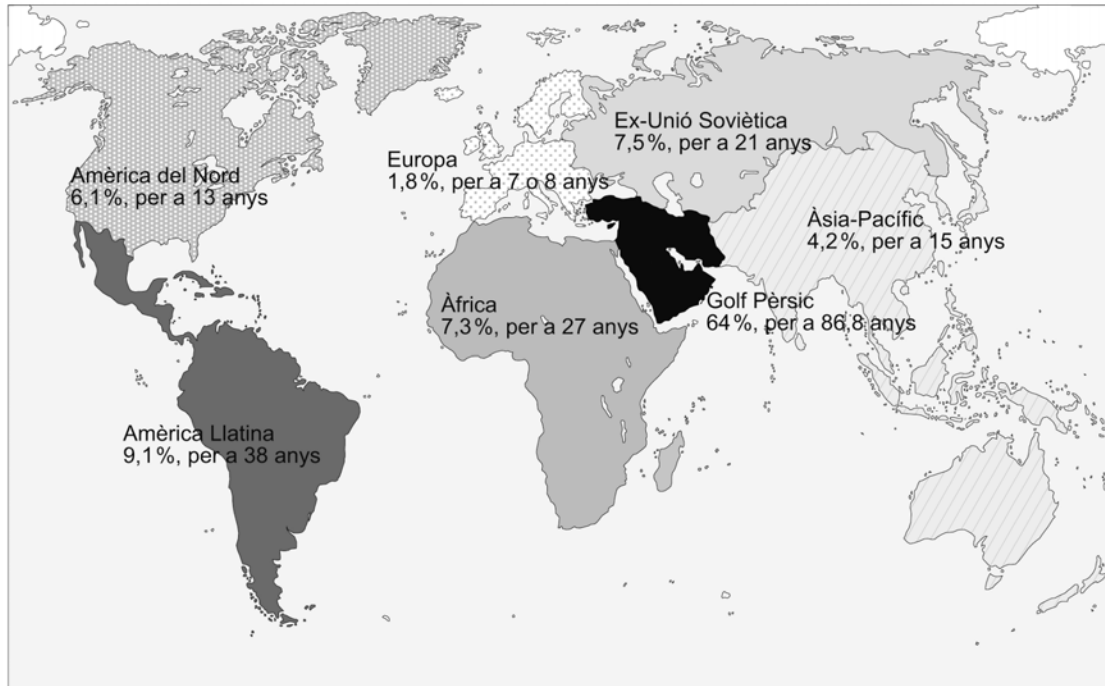 Ex-Unió Soviètica
7,5%, per a 21 anys
Europa
1,8%, per a 7 o 8 anys
Amèrica del Nord
6,1%, per a 13 anys
Àsia-Pacífic
4,2%, per a 15 anys
Golf Pèrsic
64%, per a 86,8 anys
Àfrica
7,3%, per a 27 anys
Amèrica Llatina
9,1%, per a 38 anys